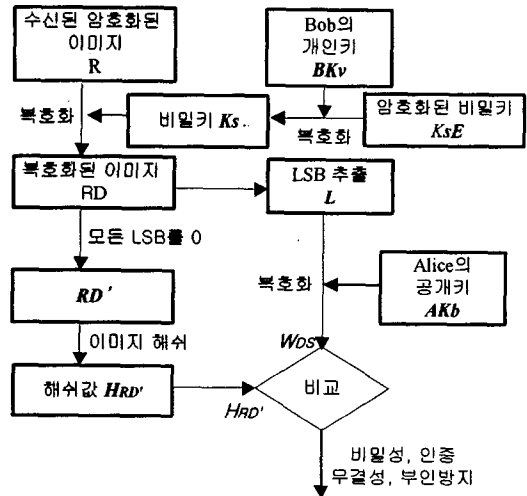 수신된 암호화된
이미지
R
Bob의
개인키
BKv
복호화
비밀키 Ks
복호화
암호화된 비밀키
KsE
복호화된 이미지
RD
LSB 추출
L
모든 LSB를 0
RD'
복호화
Alice의
공개키
AKb
이미지 해쉬
WDS
해쉬값 HRD'
HRD'
비교
비밀성, 인증
무결성, 부인방지